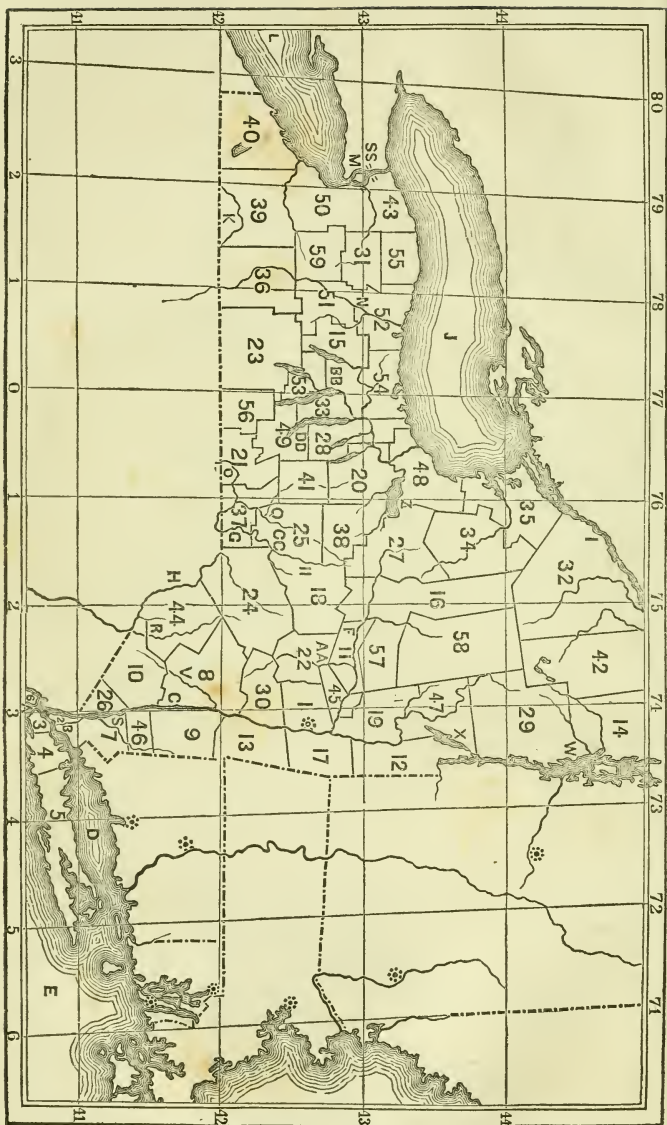 80 79 78 77 76 75 74 73 72 71
I 14
42
32 W
44 35 29 44
34 X
J 58
16 47
48
Z 27 12
43 55
52 54 57 19
SS
43 M 31 N F 11 43
15 BB 20 38 45
50 51 33 28 18 AA 17
59 53 DD 41 22 1
49 25 H
L Q CC
39 36 30
40 23 56 24 13
K 21 O 37 G
42 8 42
9
V
44 C
H R
10 46
S 7
26 D
41 2 B 41
5
3 4 E
6
3 2 1 0 1 2 3 4 5 6